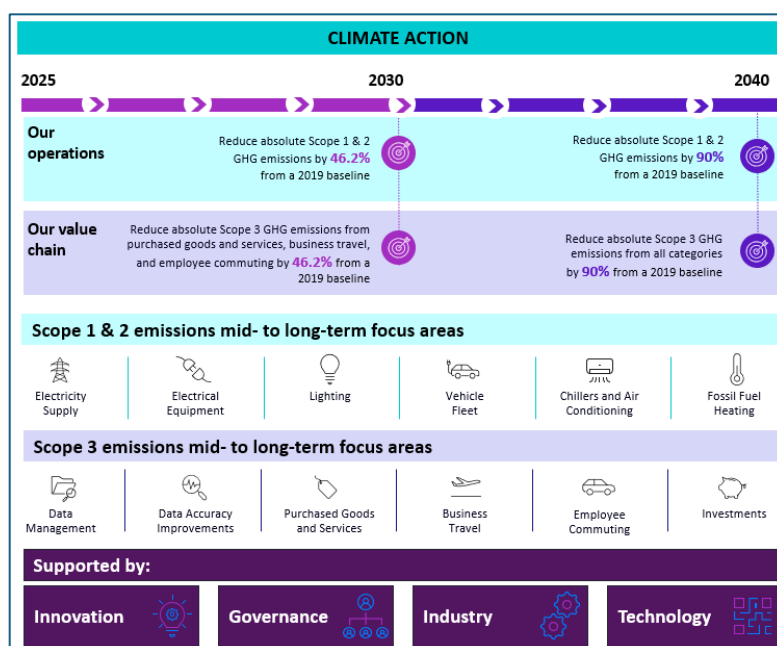 CLIMATE ACTION
2025
2030
2040
Our
operations
Reduce absolute Scope 1 & 2
GHG emissions by 46.2%
from a 2019 baseline
Reduce absolute Scope 1 & 2
GHG emissions by 90%
from a 2019 baseline
Our value
chain
Reduce absolute Scope 3 GHG emissions from
purchased goods and services, business travel,
and employee commuting by 46.2% from a
2019 baseline
Reduce absolute Scope 3 GHG
emissions from all categories
by 90% from a 2019 baseline
Scope 1 & 2 emissions mid- to long-term focus areas
Electricity
Supply
Electrical
Equipment
Lighting
Vehicle
Fleet
Chillers and Air
Conditioning
Fossil Fuel
Heating
Scope 3 emissions mid- to long-term focus areas
Data
Management
Data Accuracy
Improvements
Purchased Goods
and Services
Business
Travel
Employee
Commuting
Investments
Supported by:
Innovation
Governance
Industry
Technology